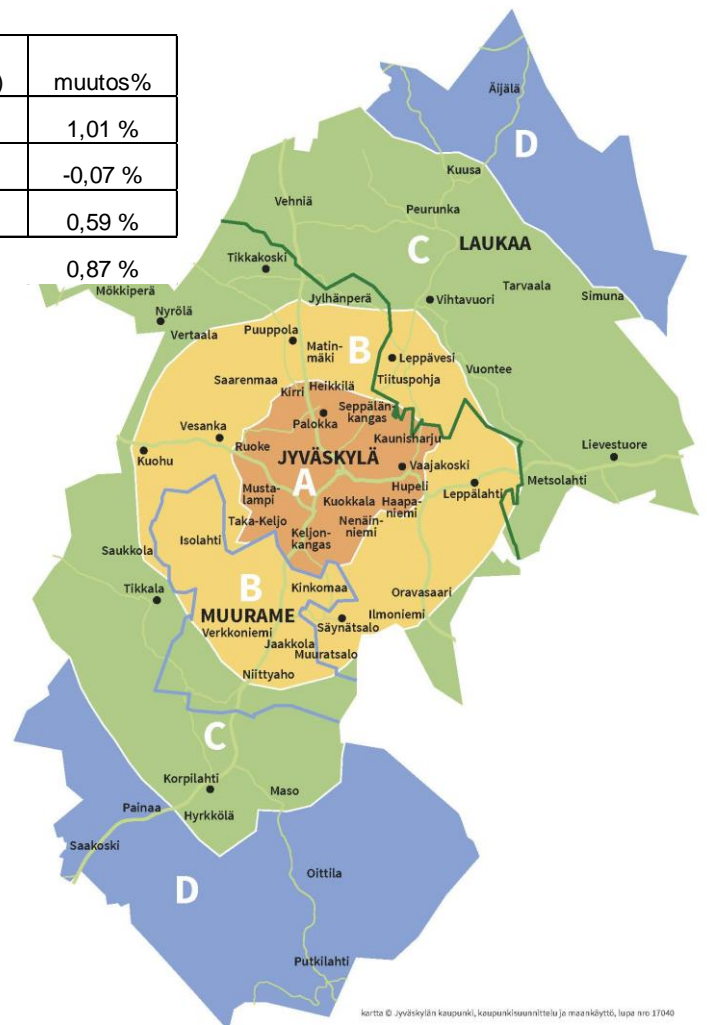 ) muutos%
1,01 %
-0,07 %
0,59 %
0,87 %
Äijälä
D
Kuusa
Vehniä
Peurunka
C LAUKAA
Tikkakoski
Mökkiperä
Jylhänperä
Vihtavuori
Tarvaala
Simuna
Nyrölä
Vertaala
Puuppola
Matin-
mäki
B
Leppävesi
Vuontee
Tiituspohja
Saarenmaa
Kirri
Heikkilä
Seppälän-
kangas
Palokka
Vesanka
Ruoke
Kaunisharju
Lievestuore
Kuohu
JYVÄSKYLÄ
Vaajakoski
Metsolahti
A
Hupeli
Leppälahti
Musta-
lampi
Kuokkala
Haapa-
niemi
Taka-Keljo
Nenäin-
niemi
Keljon-
kangas
Isolahti
Saukkola
Tikkala
B
Kinkomaa
Oravasaari
MUURAME
Ilmoniemi
Säynätsalo
Verkkoniemi
Jaakkola
Muuratsalo
Niittyaho
C
Korpilahti
Maso
Painaa
Hyrkkölä
Saakoski
D
Oittila
Putkilahti
kartta © Jyväskylän kaupunki, kaupunkisuunnittelu ja maankäyttö, lupa nro 17040